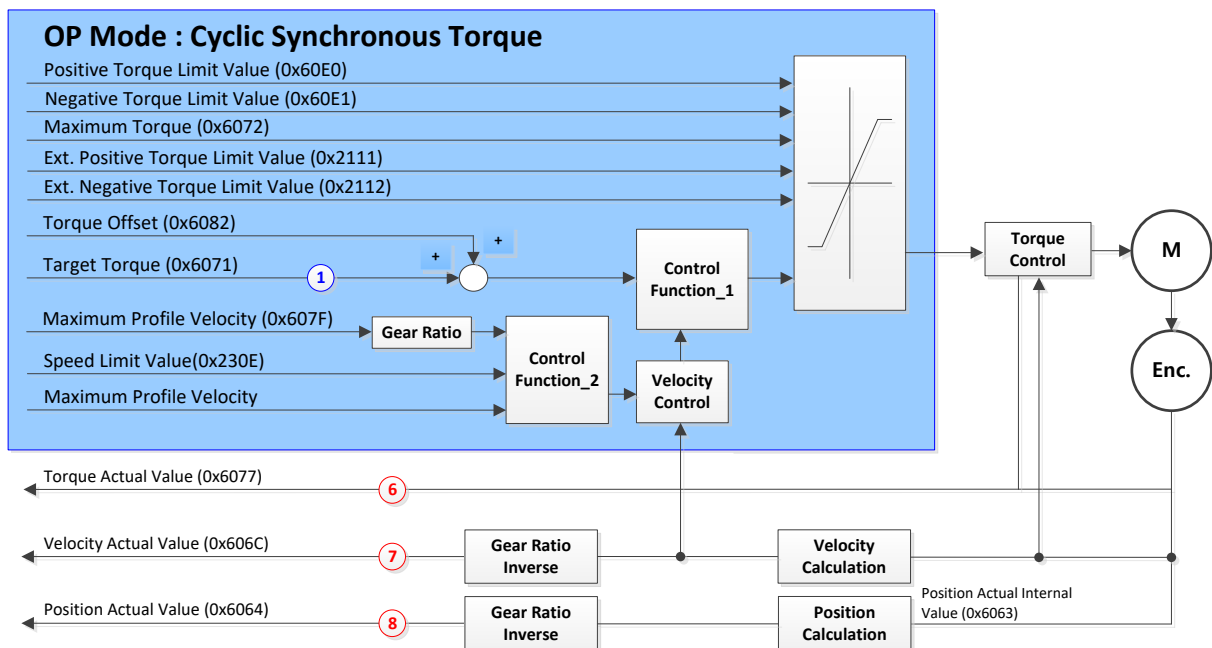 OP Mode : Cyclic Synchronous Torque
Positive Torque Limit Value (0x60E0)
Negative Torque Limit Value (0x60E1)
Maximum Torque (0x6072)
Ext. Positive Torque Limit Value (0x2111)
Ext. Negative Torque Limit Value (0x2112)
Torque Offset (0x6082)
+
+
Target Torque (0x6071)
1
Control
Function_1
Torque
Control
M
Maximum Profile Velocity (0x607F)
Gear Ratio
Speed Limit Value(0x230E)
Control
Function_2
Velocity
Control
Enc.
Maximum Profile Velocity
Torque Actual Value (0x6077)
6
Velocity Actual Value (0x606C)
7
Gear Ratio
Inverse
Velocity
Calculation
Position Actual Internal
Value (0x6063)
Position Actual Value (0x6064)
8
Gear Ratio
Inverse
Position
Calculation